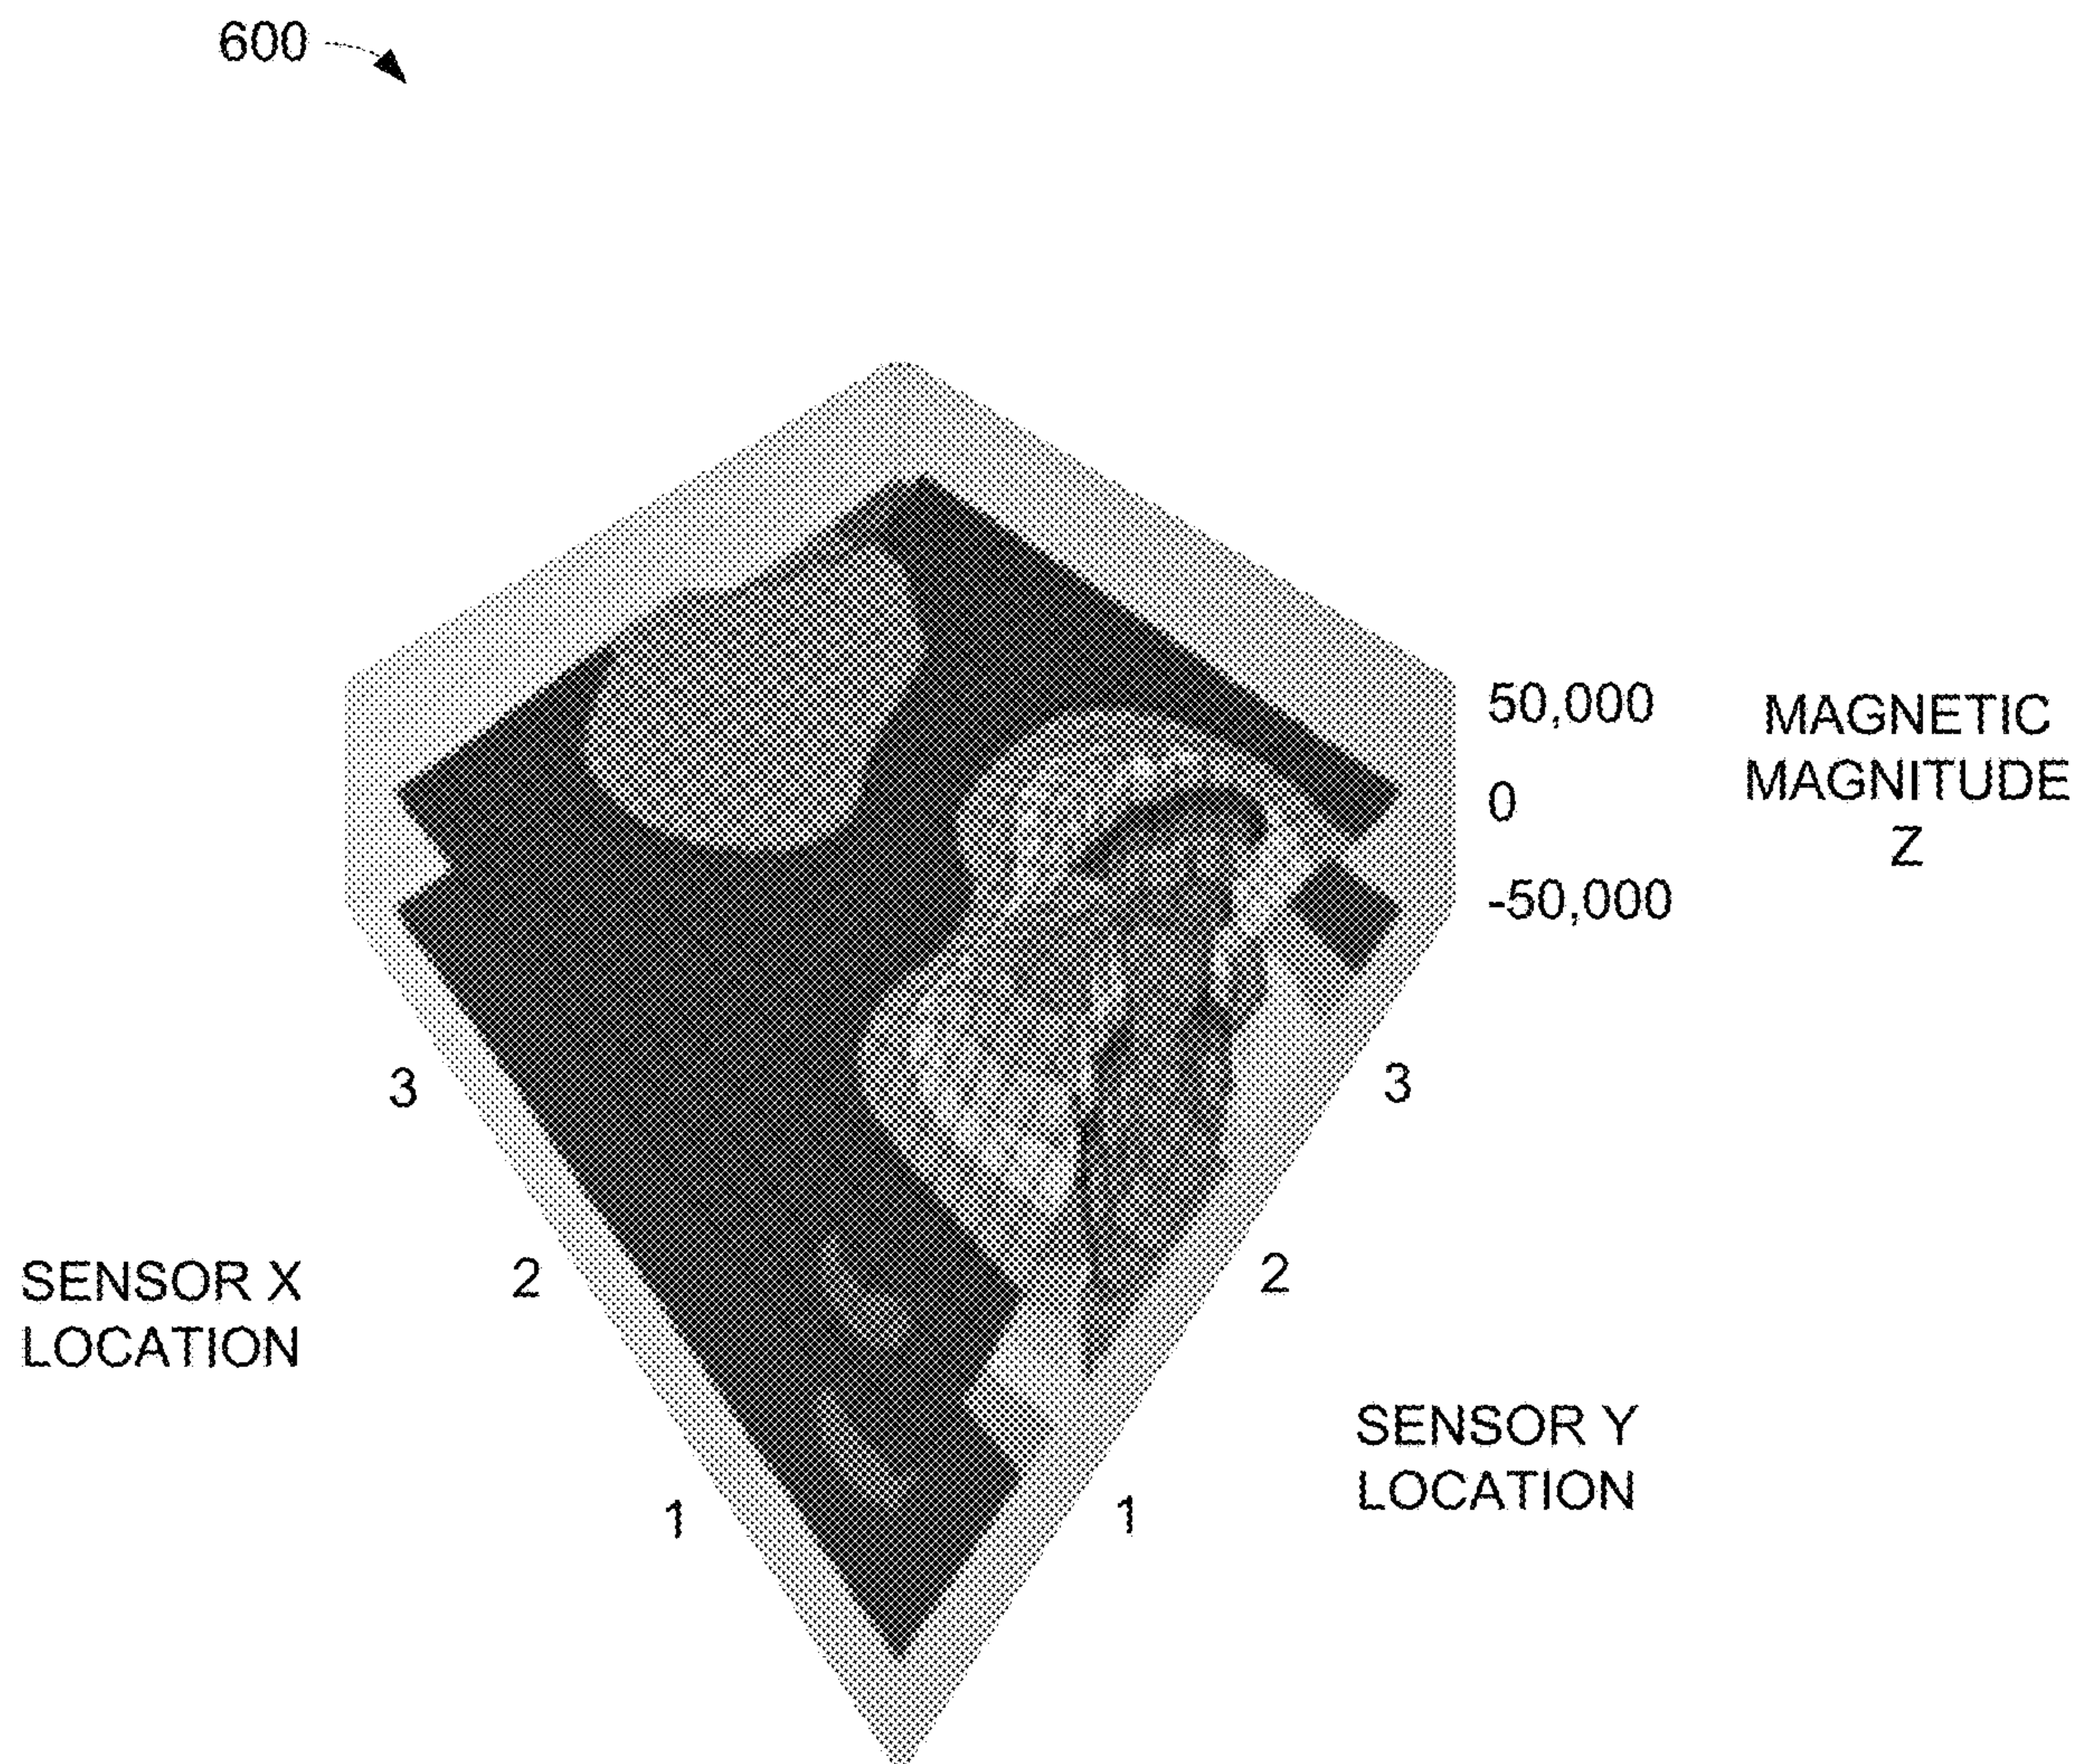 600
50,000
0
-50,000
MAGNETIC
MAGNITUDE
Z
3
3
2
2
SENSOR X
LOCATION
SENSOR Y
LOCATION
1
1